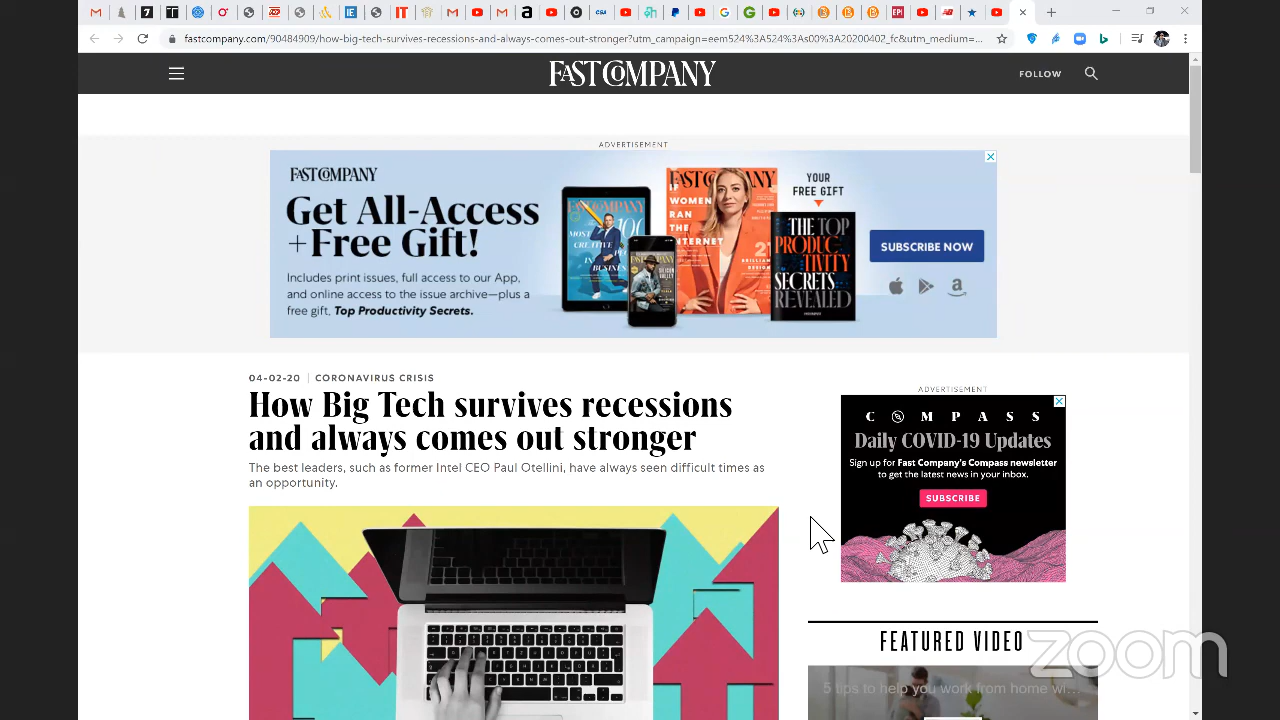 fastcompany.com/90484909/how-big-tech-survives-recessions-and-always-comes-out-stronger?utm_campaign=eem524%3A524%3As00%3A20200402_fc&utm_medium=...
FAST COMPANY
FOLLOW
ADVERTISEMENT
FAST COMPANY
Get All-Access
+Free Gift!
Includes print issues, full access to our App,
and online access to the issue archive—plus a
free gift, Top Productivity Secrets.
FAST COMPANY
IF
WOMEN
RAN
THE
INTERNET
YOUR
FREE GIFT
THE TOP
PRODUC-
TIVITY
SECRETS
REVEALED
SUBSCRIBE NOW
04-02-20 | CORONAVIRUS CRISIS
How Big Tech survives recessions
and always comes out stronger
The best leaders, such as former Intel CEO Paul Otellini, have always seen difficult times as
an opportunity.
ADVERTISEMENT
COMPASS
Daily COVID-19 Updates
Sign up for Fast Company's Compass newsletter
to get the latest news in your inbox.
SUBSCRIBE
FEATURED VIDEO
5 tips to help you work from home wi...
zoom